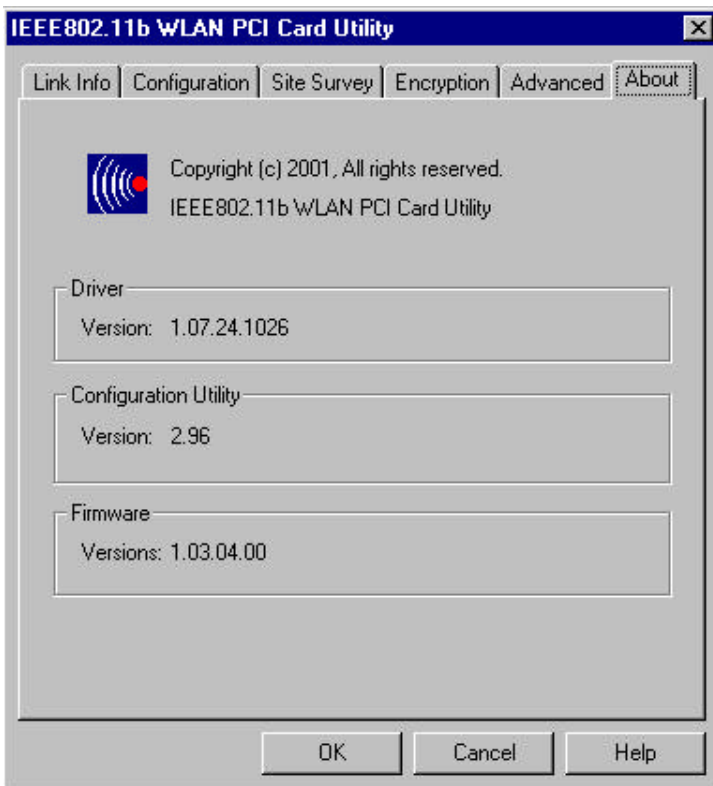 IEEE802.11b WLAN PCI Card Utility
Link Info Configuration Site Survey Encryption Advanced About
Copyright (c) 2001, All rights reserved.
IEEE802.11b WLAN PCI Card Utility
Driver
Version: 1.07.24.1026
Configuration Utility
Version: 2.96
Firmware
Versions: 1.03.04.00
OK Cancel Help